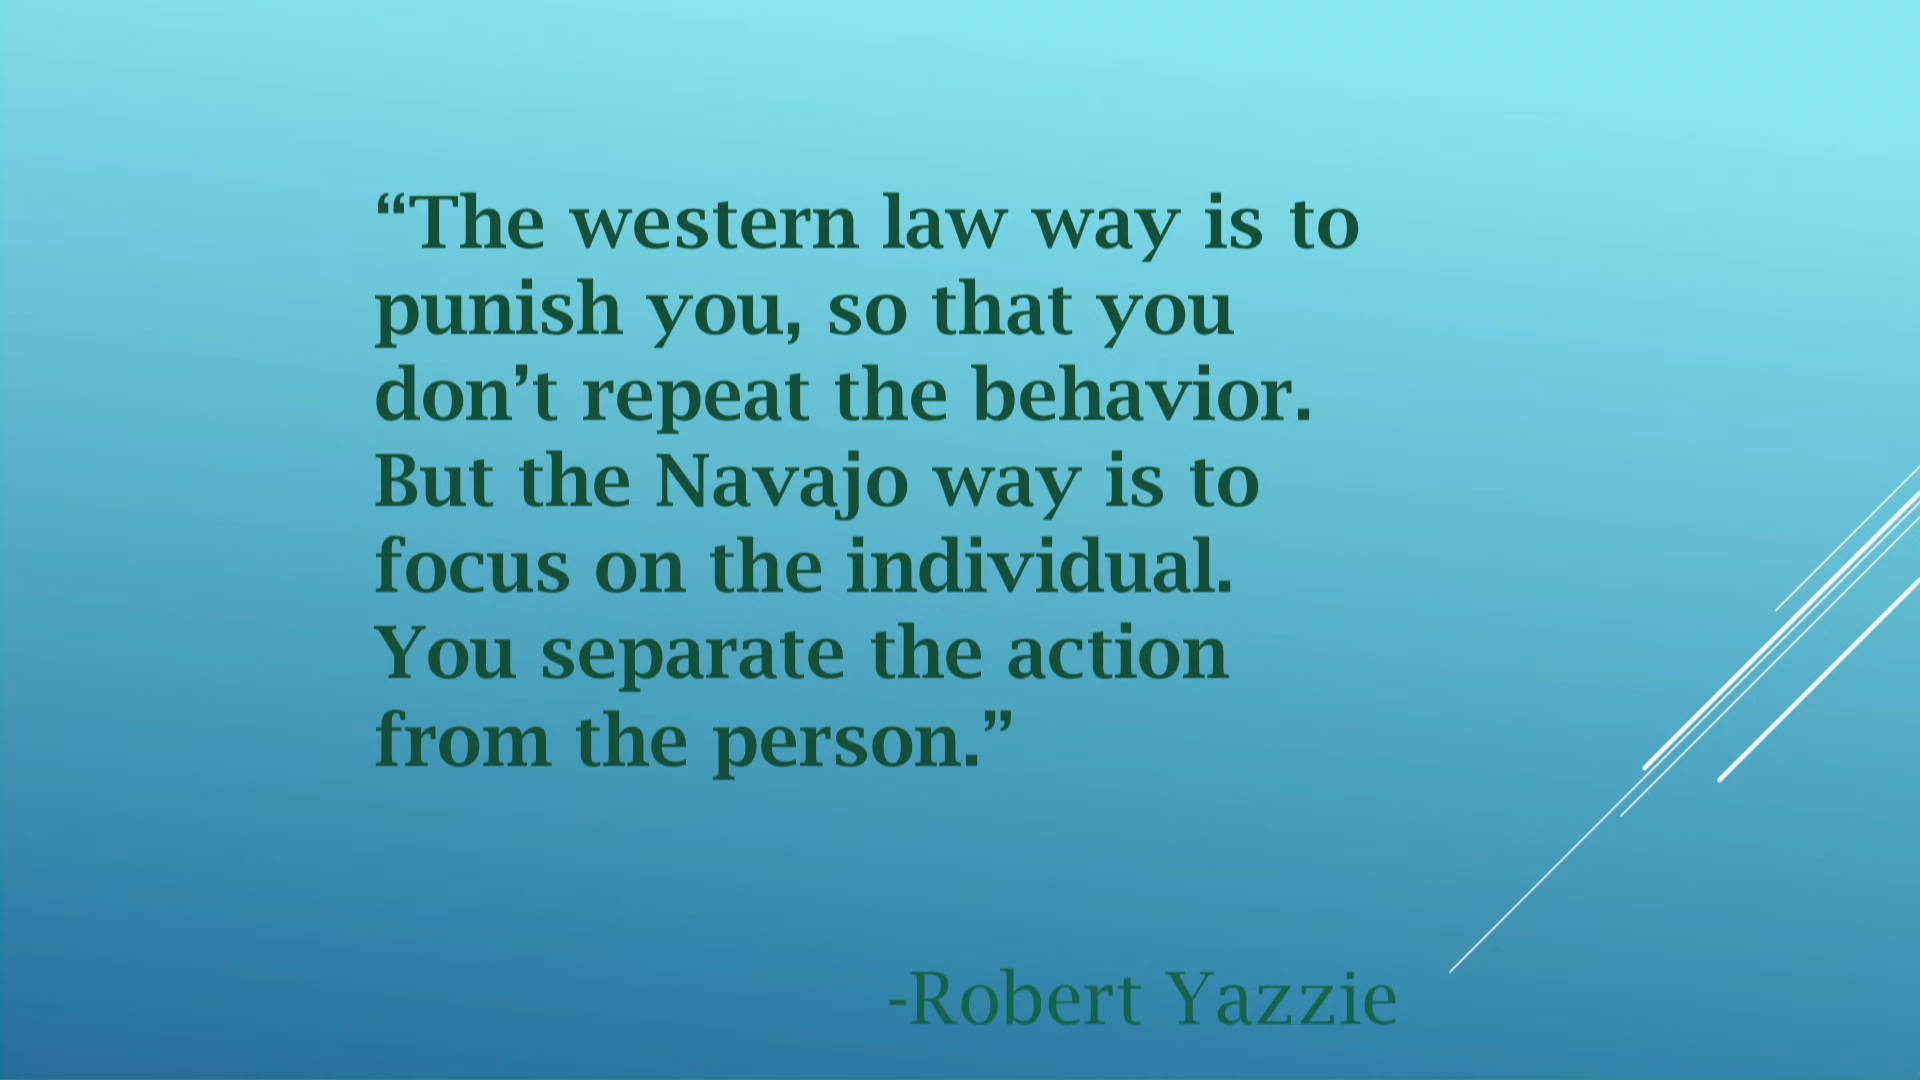 “The western law way is to
punish you, so that you
don’t repeat the behavior.
But the Navajo way is to
focus on the individual.
You separate the action
from the person.”
-Robert Yazzie